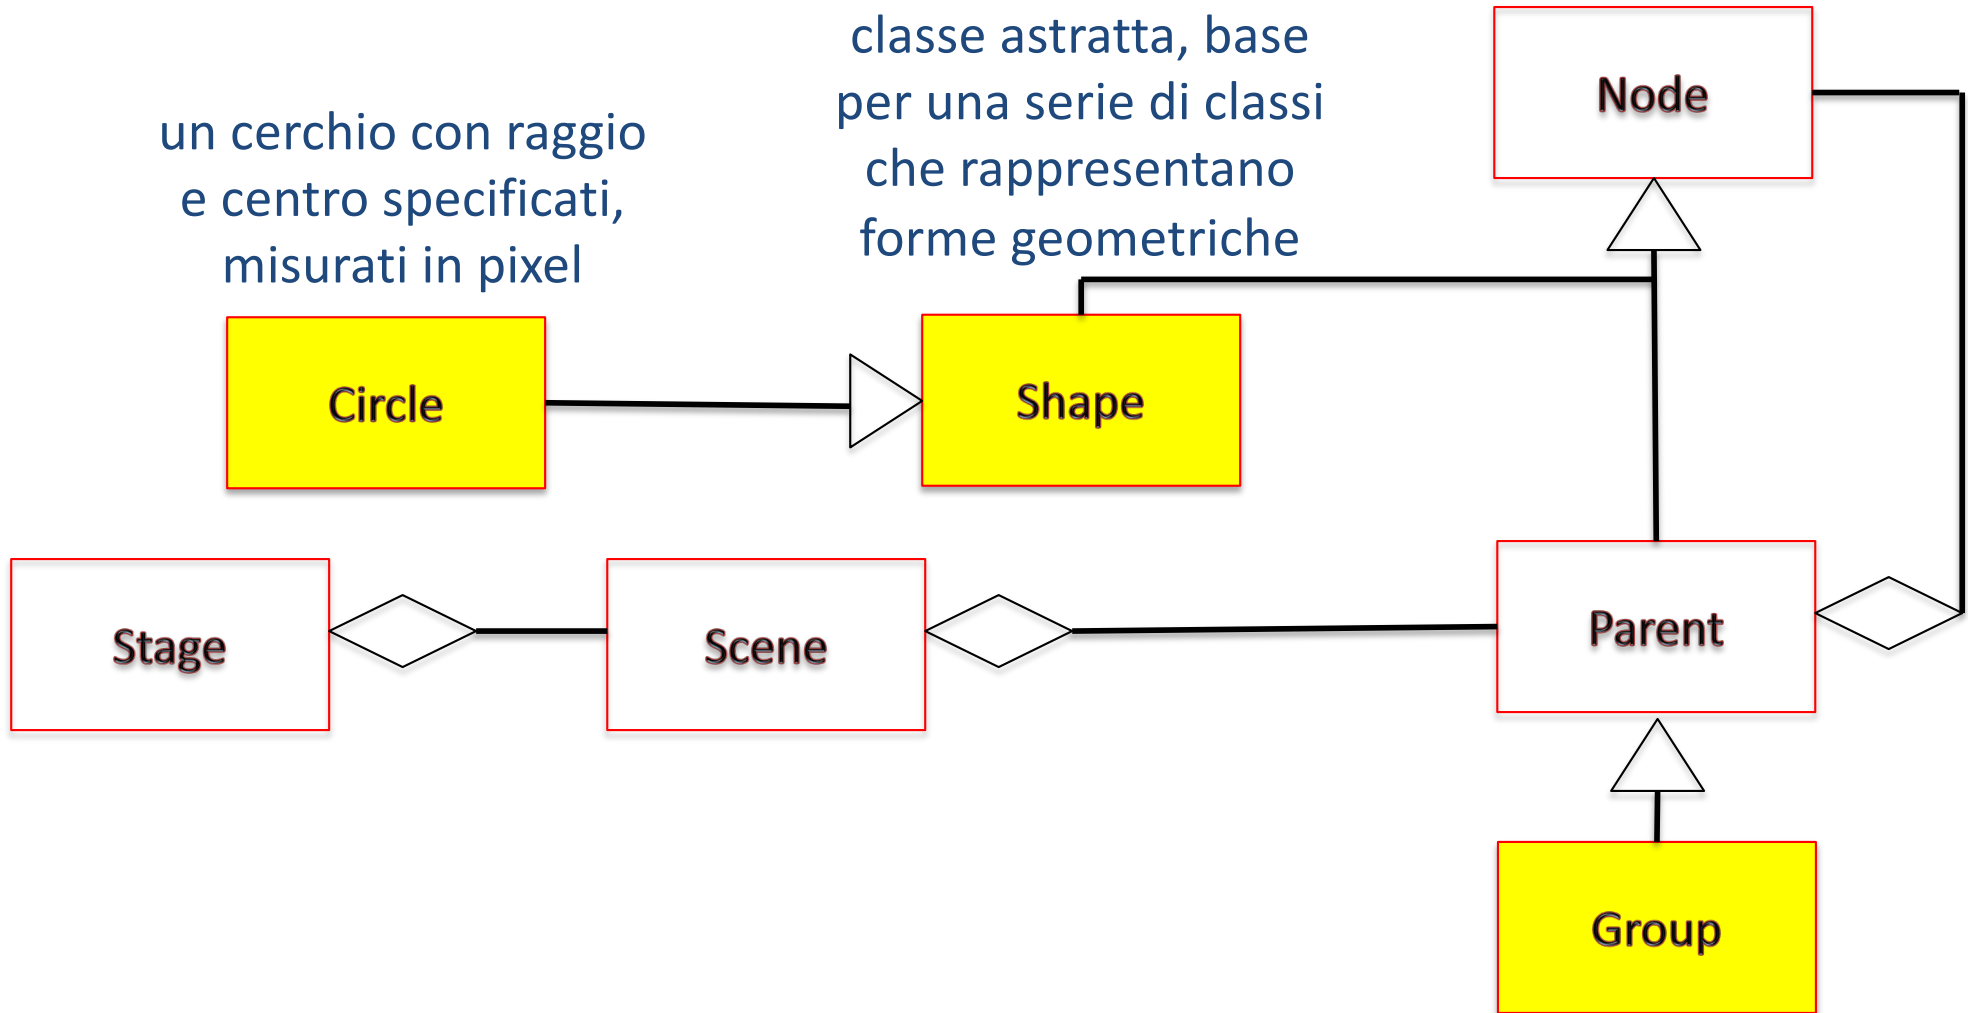 classe astratta, base
per una serie di classi
che rappresentano
forme geometriche
un cerchio con raggio
e centro specificati,
misurati in pixel
Node
Circle
Shape
Stage
Scene
Parent
Group